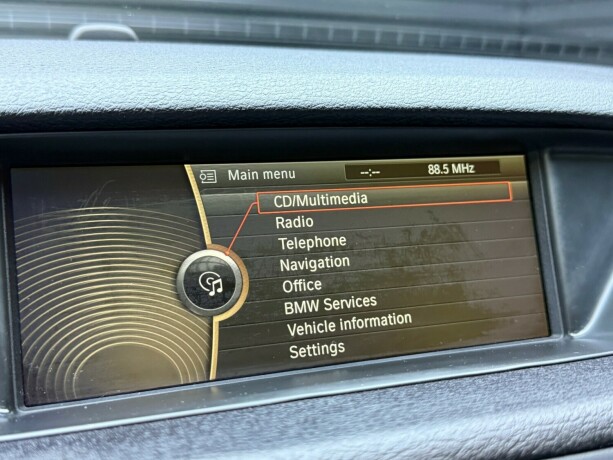 Main menu --:-- 88.5 MHz
CD/Multimedia
Radio
Telephone
Navigation
Office
BMW Services
Vehicle information
Settings